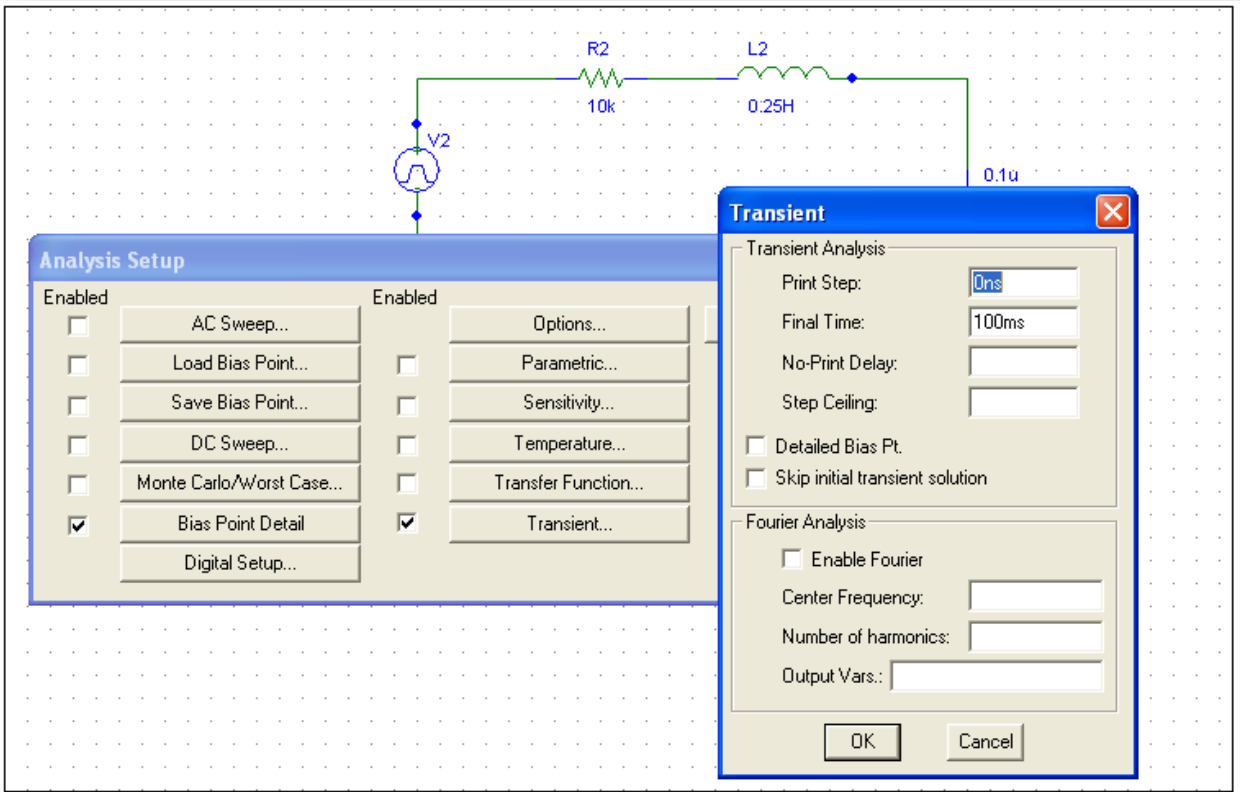 R2
L2
10k
0.25H
V2
0.1u
Analysis Setup
Enabled
Enabled
AC Sweep...
Options...
Load Bias Point...
Parametric...
Save Bias Point...
Sensitivity...
DC Sweep...
Temperature...
Monte Carlo/Worst Case...
Transfer Function...
Bias Point Detail
Transient...
Digital Setup...
Transient
Transient Analysis
Print Step: 0ns
Final Time: 100ms
No-Print Delay:
Step Ceiling:
Detailed Bias Pt.
Skip initial transient solution
Fourier Analysis
Enable Fourier
Center Frequency:
Number of harmonics:
Output Vars.:
OK
Cancel